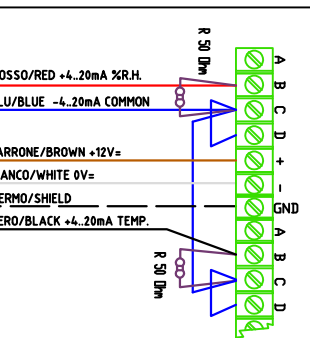 R 50 Ohm
OSSO/RED +4..20mA %R.H.
LU/BLUE -4..20mA COMMON
ARRONE/BROWN +12V=
ANCO/WHITE 0V=
ERMO/SHIELD
ERO/BLACK +4..20mA TEMP.
R 50 Ohm
A
B
C
D
+
-
GND
A
B
C
D